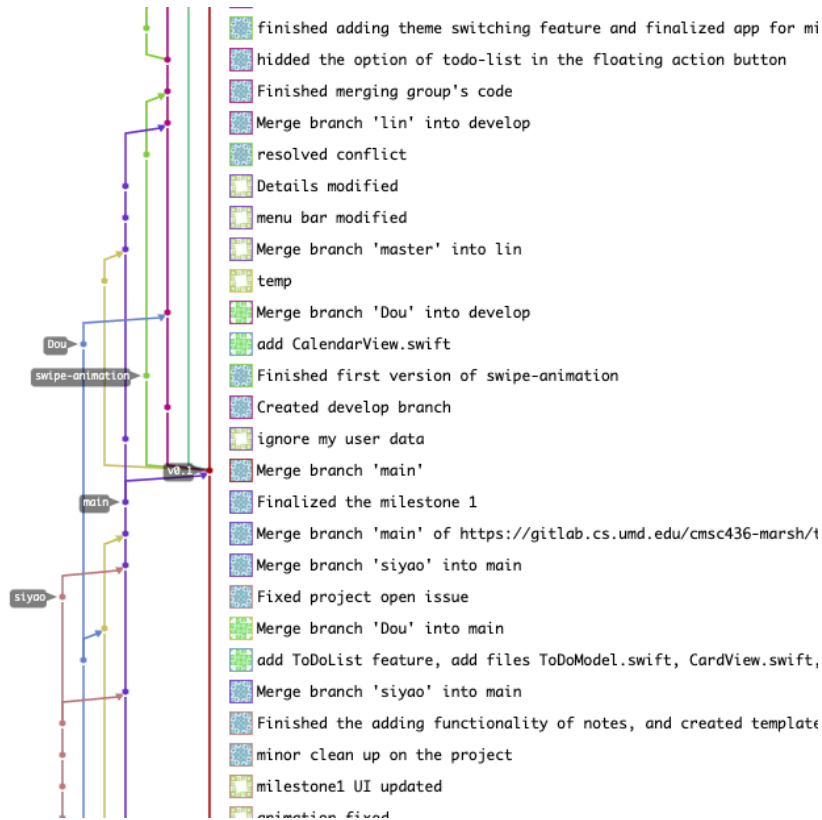 finished adding theme switching feature and finalized app for mi
hidded the option of todo-list in the floating action button
Finished merging group's code
Merge branch 'lin' into develop
resolved conflict
Details modified
menu bar modified
Merge branch 'master' into lin
temp
Merge branch 'Dou' into develop
Dou add CalendarView.swift
swipe-animation Finished first version of swipe-animation
Created develop branch
ignore my user data
v0.1 Merge branch 'main'
main Finalized the milestone 1
Merge branch 'main' of https://gitlab.cs.umd.edu/cmsc436-marsh/t
Merge branch 'siyao' into main
siyao Fixed project open issue
Merge branch 'Dou' into main
add ToDoList feature, add files ToDoModel.swift, CardView.swift,
Merge branch 'siyao' into main
Finished the adding functionality of notes, and created template
minor clean up on the project
milestone1 UI updated
animation fixed